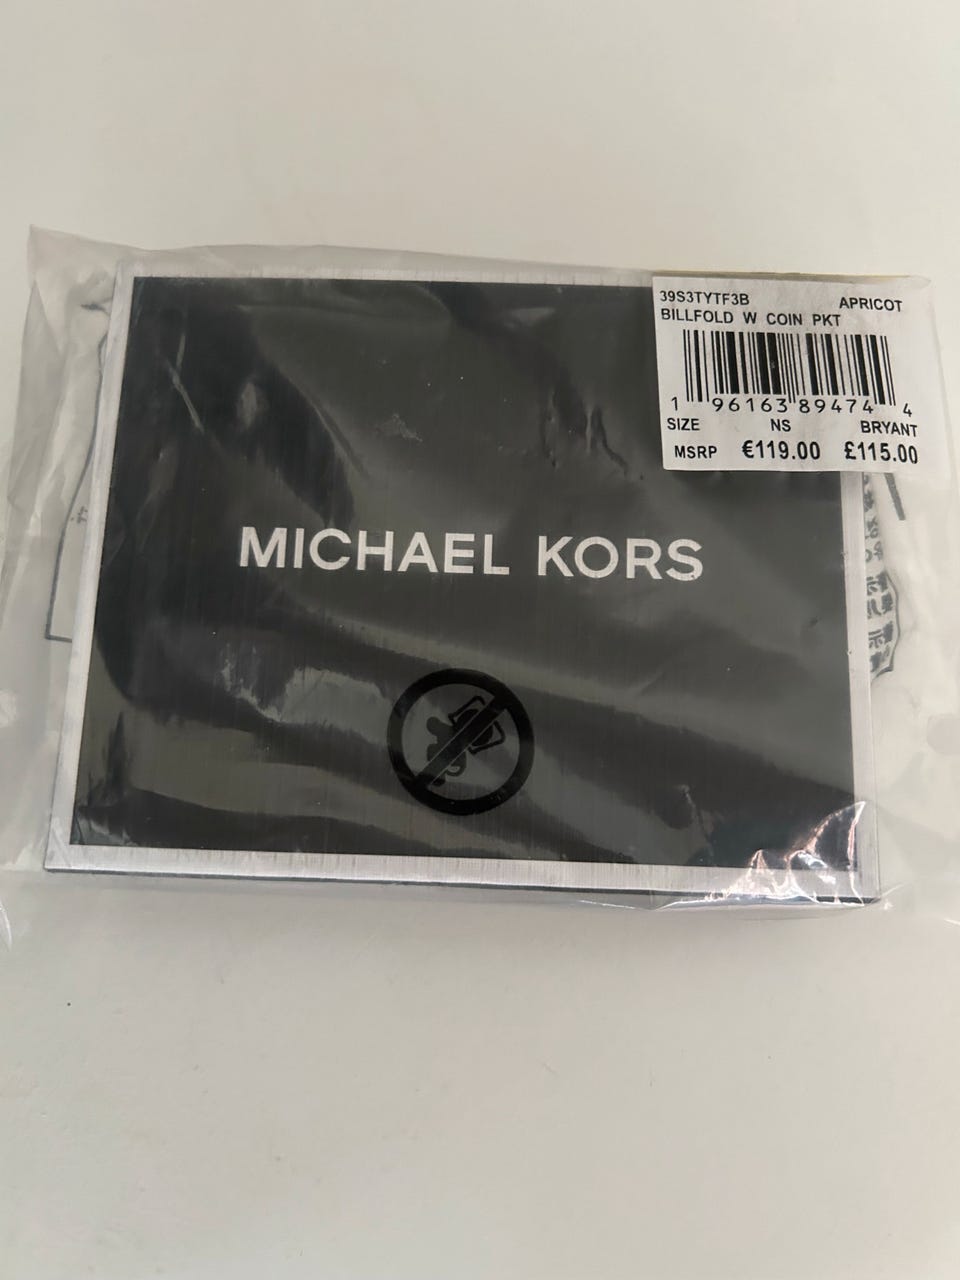 39S3TYTF3B APRICOT
BILLFOLD W COIN PKT
1 96163 89474 4
SIZE NS BRYANT
MSRP €119.00 £115.00
MICHAEL KORS